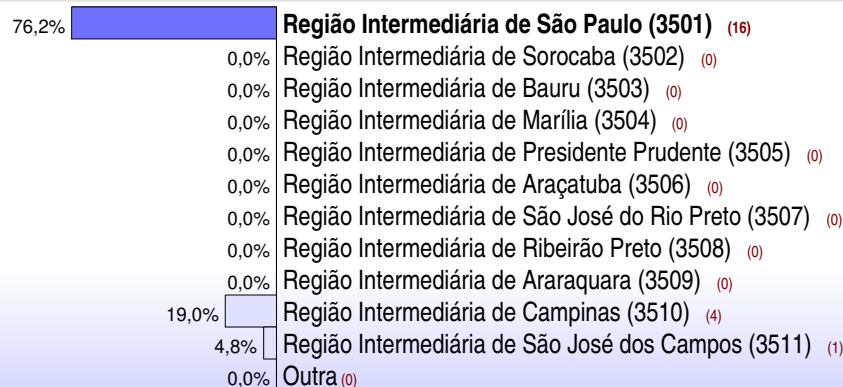 76,2% Região Intermediária de São Paulo (3501) (16)
0,0% Região Intermediária de Sorocaba (3502) (0)
0,0% Região Intermediária de Bauru (3503) (0)
0,0% Região Intermediária de Marília (3504) (0)
0,0% Região Intermediária de Presidente Prudente (3505) (0)
0,0% Região Intermediária de Araçatuba (3506) (0)
0,0% Região Intermediária de São José do Rio Preto (3507) (0)
0,0% Região Intermediária de Ribeirão Preto (3508) (0)
0,0% Região Intermediária de Araraquara (3509) (0)
19,0% Região Intermediária de Campinas (3510) (4)
4,8% Região Intermediária de São José dos Campos (3511) (1)
0,0% Outra (0)